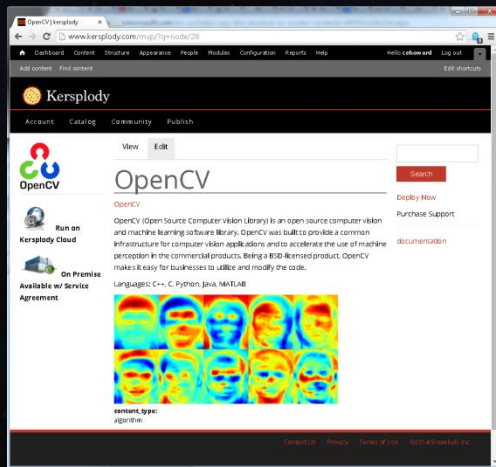 OpenCV | kersplody
www.kersplody.com/mvp/?q=node/28
Dashboard Content Structure Appearance People Modules Configuration Reports Help Hello cehoward Log out
Add content Find content Edit shortcuts
Kersplody
Account Catalog Community Publish
View Edit
OpenCV
OpenCV
OpenCV (Open Source Computer Vision Library) is an open source computer vision
and machine learning software library. OpenCV was built to provide a common
infrastructure for computer vision applications and to accelerate the use of machine
perception in the commercial products. Being a BSD-licensed product, OpenCV
makes it easy for businesses to utilize and modify the code.
Languages: C++, C, Python, Java, MATLAB
content_type:
algorithm
OpenCV
Run on
Kersplody Cloud
On Premise
Available w/ Service
Agreement
Search
Deploy Now
Purchase Support
documentation
Contact Us Privacy Terms of Use ©2014 Snowball Inc.